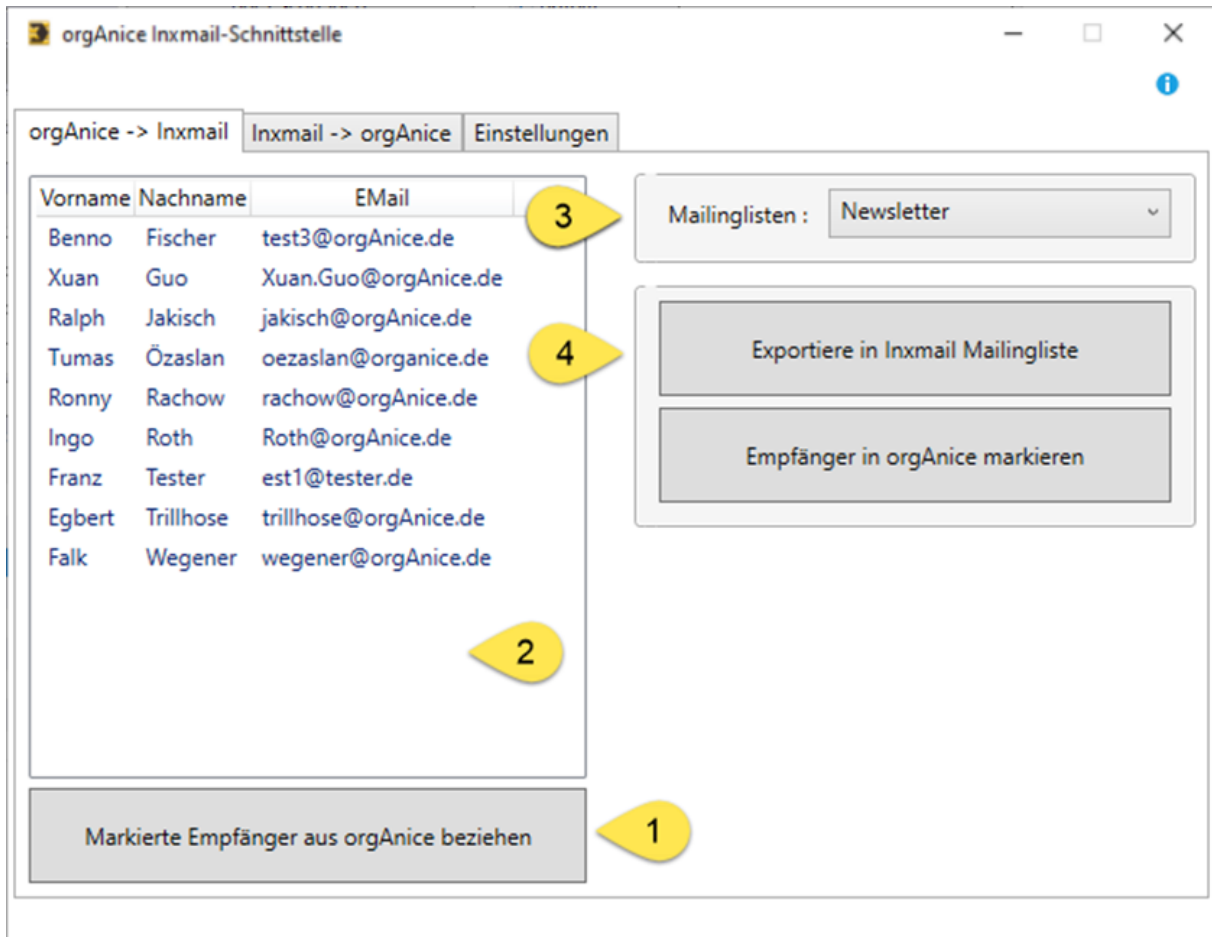 orgAnice Inxmail-Schnittstelle
orgAnice -> Inxmail Inxmail -> orgAnice Einstellungen
Vorname Nachname EMail
Benno Fischer test3@orgAnice.de
Xuan Guo Xuan.Guo@orgAnice.de
Ralph Jakisch jakisch@orgAnice.de
Tumas Özaslan oezaslan@organice.de
Ronny Rachow rachow@orgAnice.de
Ingo Roth Roth@orgAnice.de
Franz Tester est1@tester.de
Egbert Trillhose trillhose@orgAnice.de
Falk Wegener wegener@orgAnice.de
2
Markierte Empfänger aus orgAnice beziehen
1
3
Mailinglisten : Newsletter
4
Exportiere in Inxmail Mailingliste
Empfänger in orgAnice markieren